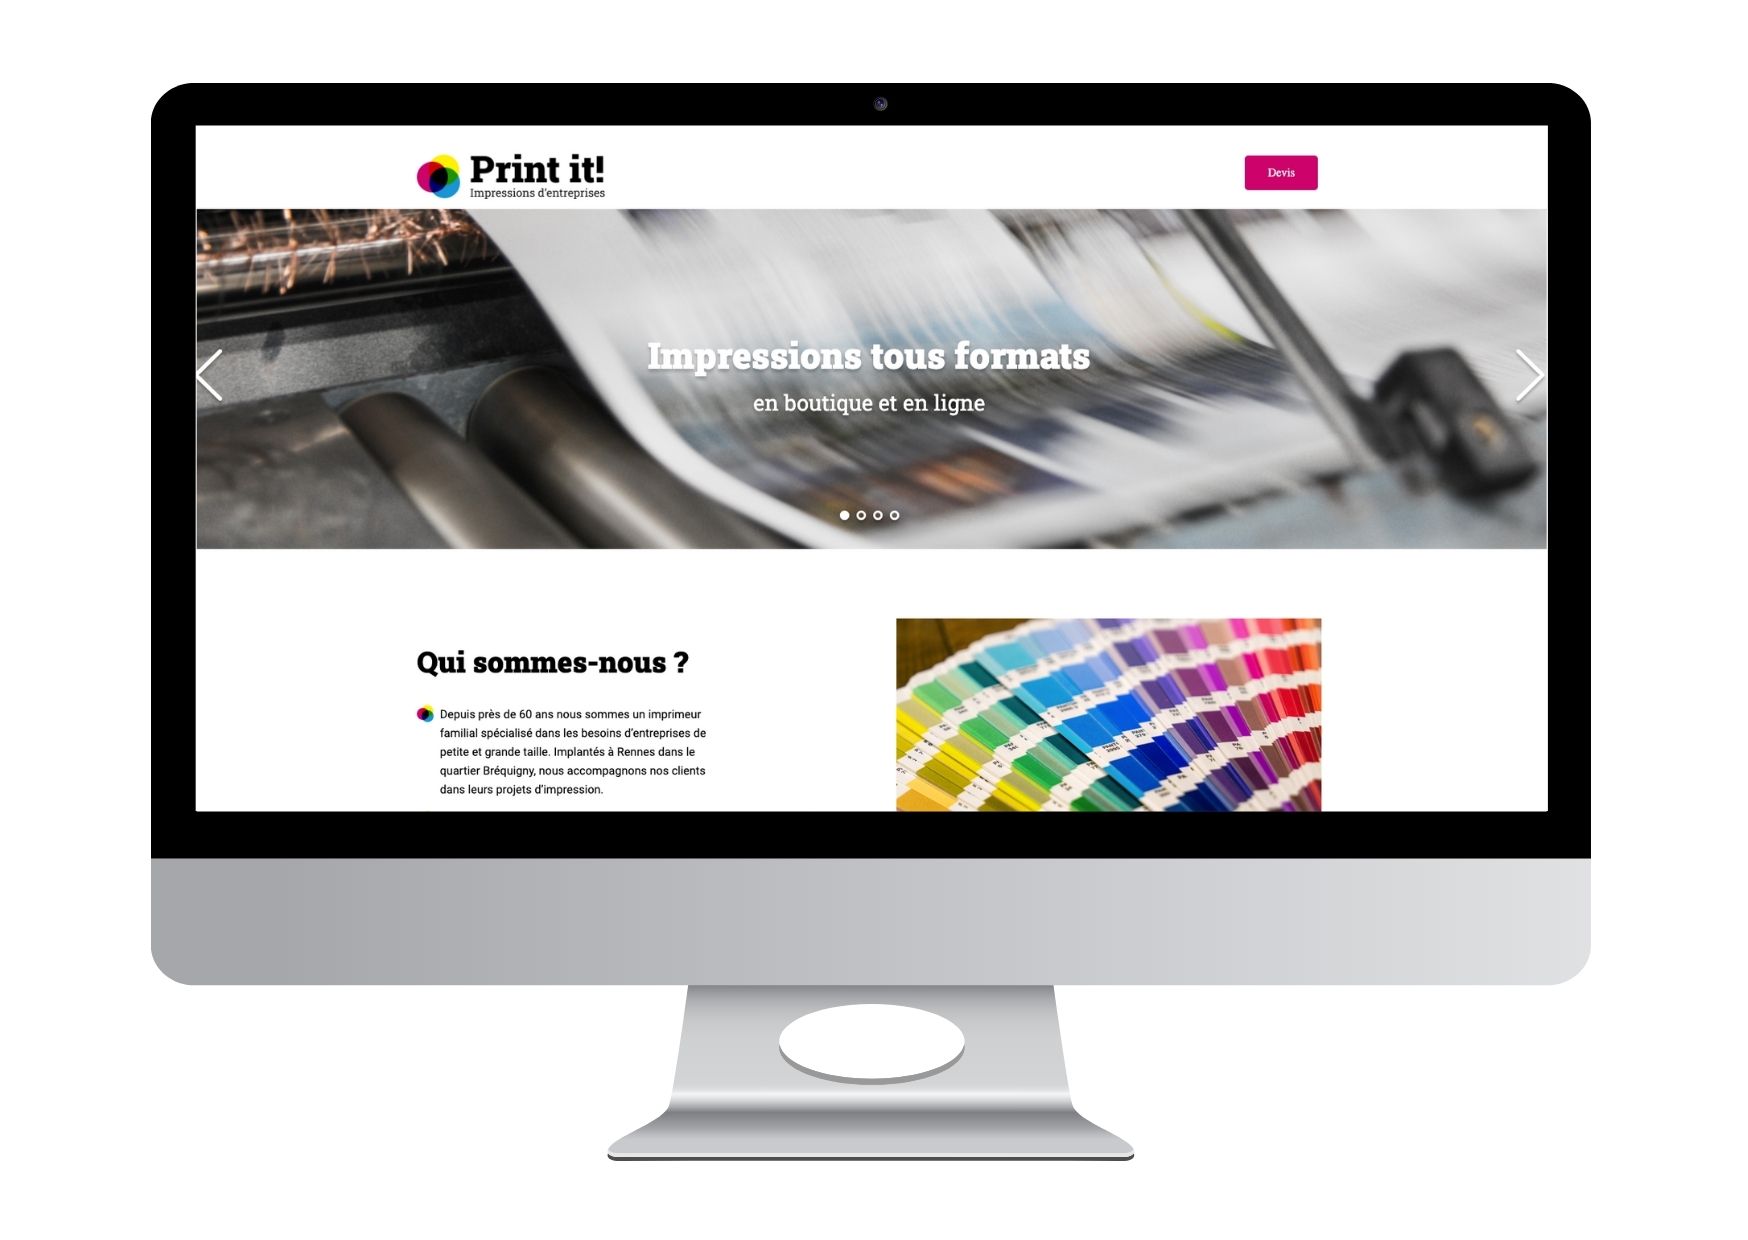 Print it!
Impressions d'entreprises
Devis
Impressions tous formats
en boutique et en ligne
Qui sommes-nous ?
Depuis près de 60 ans nous sommes un imprimeur
familial spécialisé dans les besoins d'entreprises de
petite et grande taille. Implantés à Rennes dans le
quartier Bréquigny, nous accompagnons nos clients
dans leurs projets d'impression.